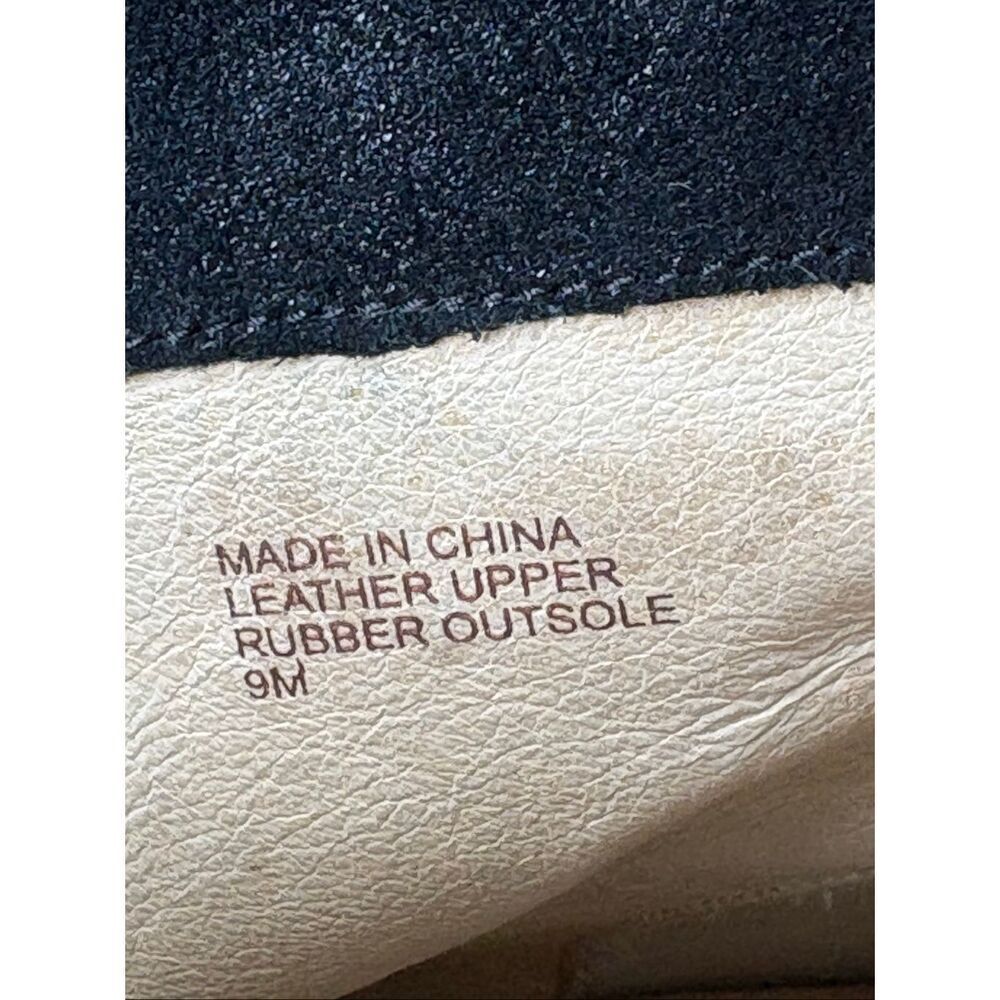 MADE IN CHINA
LEATHER UPPER
RUBBER OUTSOLE
9M